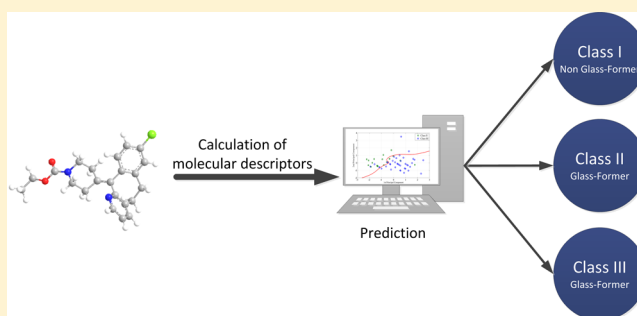 Calculation of
molecular descriptors
Prediction
Class I
Non Glass-Former
Class II
Glass-Former
Class III
Glass-Former